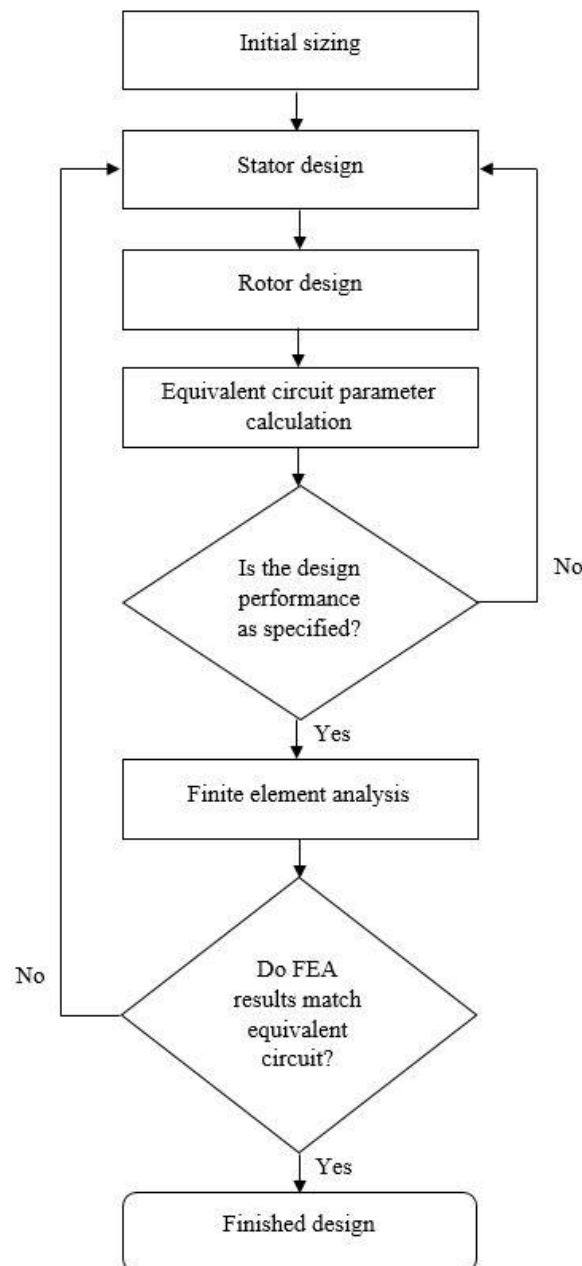 Initial sizing
Stator design
Rotor design
Equivalent circuit parameter
calculation
Is the design
performance
as specified?
No
Yes
Finite element analysis
Do FEA
results match
equivalent
circuit?
No
Yes
Finished design